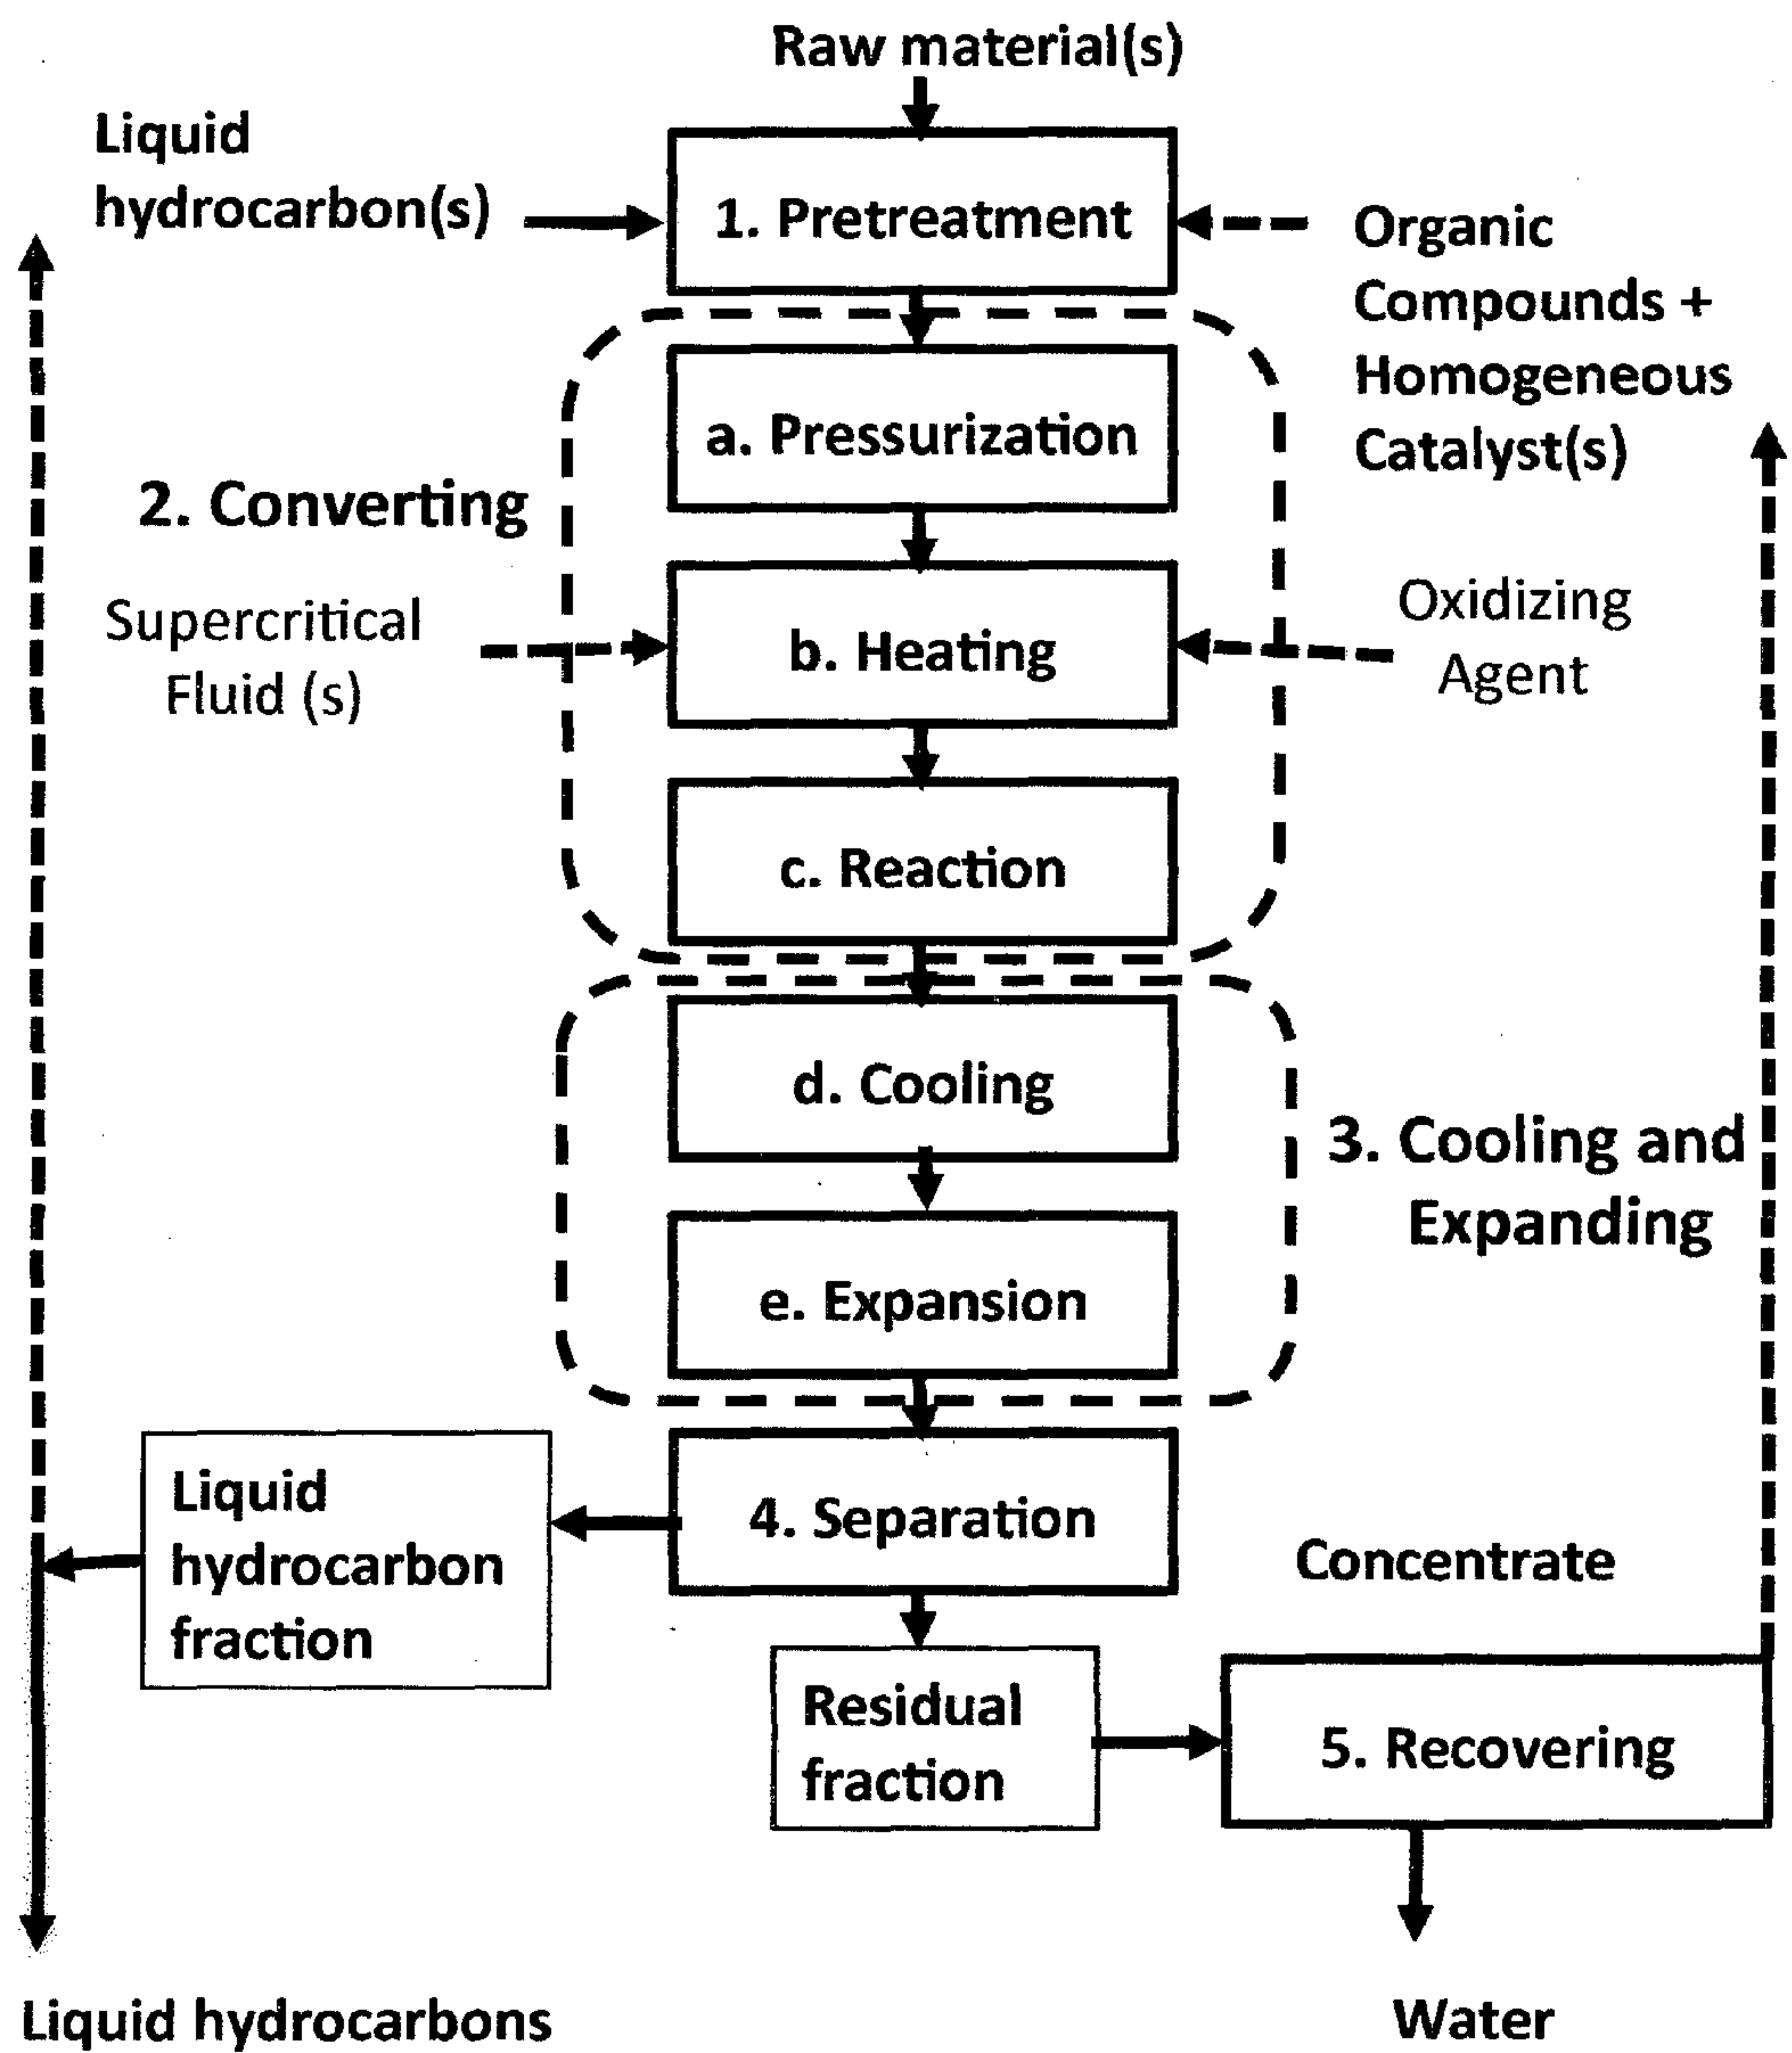 Raw material(s)
Liquid
hydrocarbon(s)
1. Pretreatment
Organic
Compounds +
Homogeneous
Catalyst(s)
a. Pressurization
2. Converting
Supercritical
Fluid (s)
b. Heating
Oxidizing
Agent
c. Reaction
d. Cooling
3. Cooling and
Expanding
e. Expansion
Liquid
hydrocarbon
fraction
4. Separation
Concentrate
Residual
fraction
5. Recovering
Liquid hydrocarbons
Water